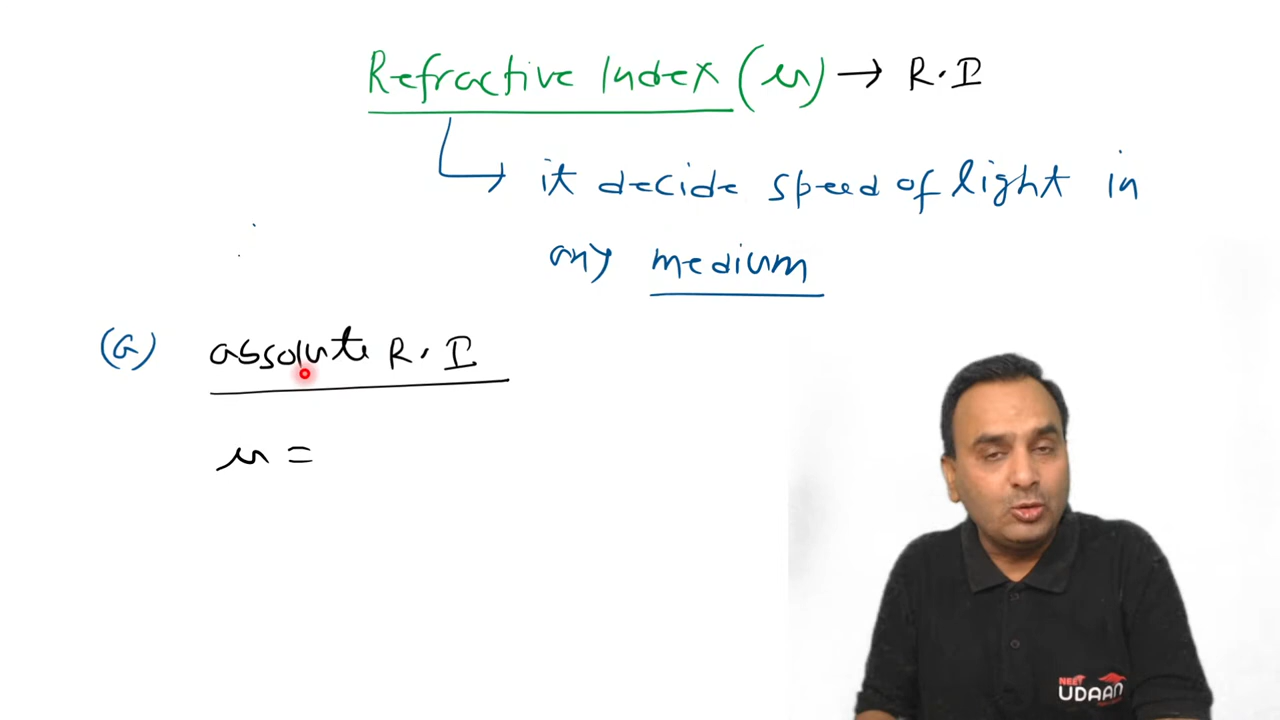 Refractive Index (μ) → R.I
it decide speed of light in
any medium
(a) absolute R.I
μ =
NEET
UDAAN